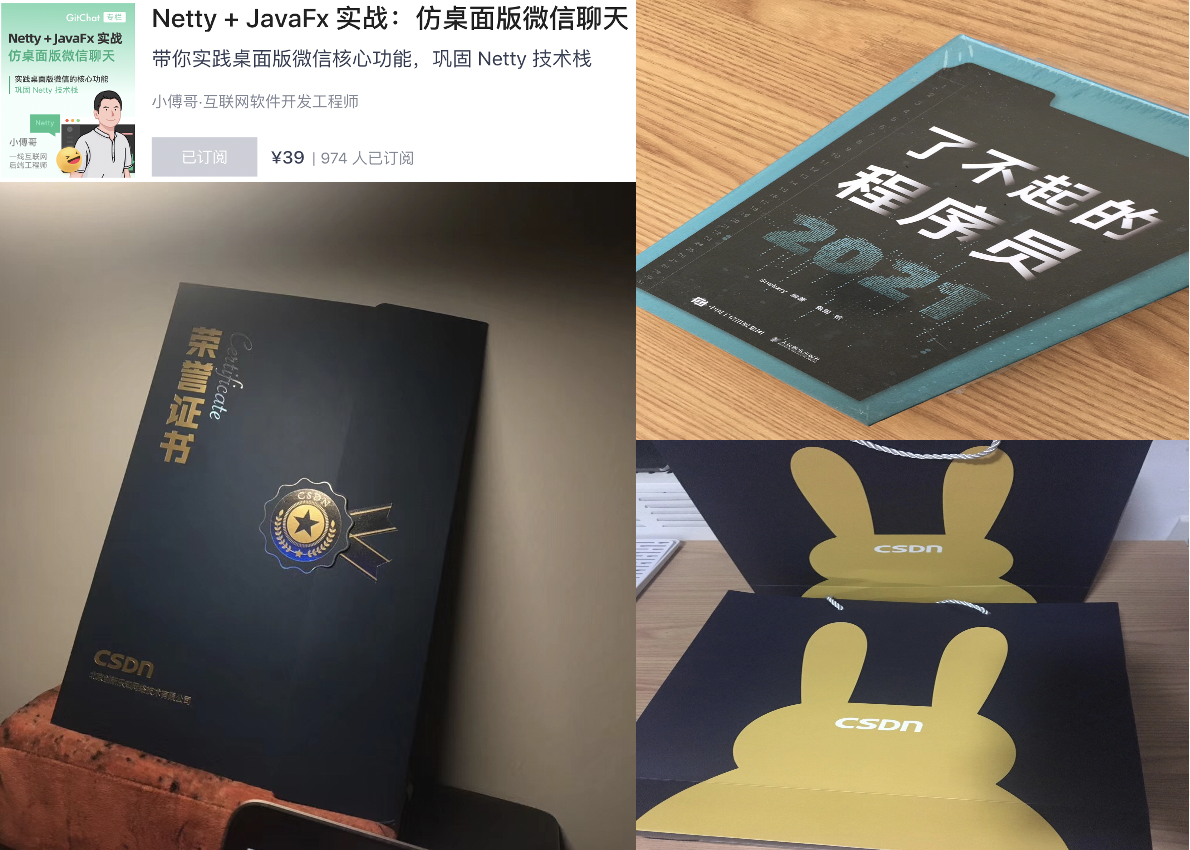 GitChat 专栏
Netty + JavaFx 实战
仿桌面版微信聊天
实践桌面版微信的核心功能
巩固 Netty 技术栈
Netty
小傅哥
一线互联网
后端工程师
Netty + JavaFx 实战：仿桌面版微信聊天
带你实践桌面版微信核心功能，巩固 Netty 技术栈
小傅哥·互联网软件开发工程师
已订阅
¥39 | 974 人已订阅
了不起的
程序员
2021
荣誉证书
Certificate
CSDN
CSDN
CSDN
CSDN